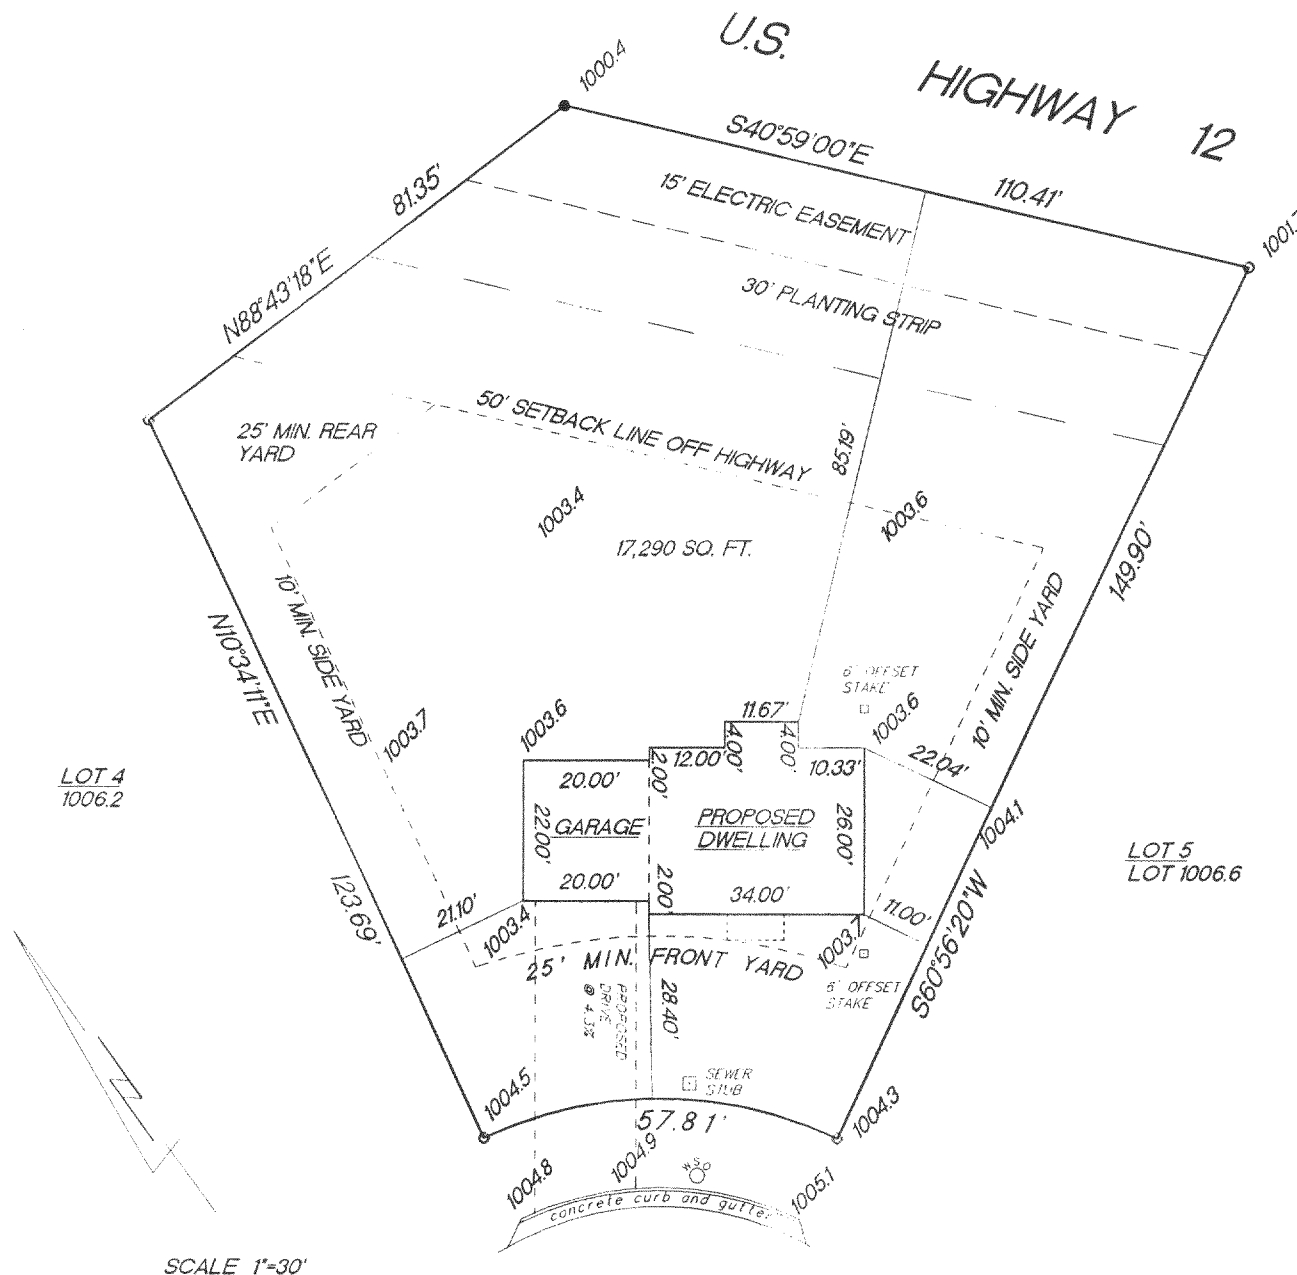 U.S.
HIGHWAY 12
1000.4
S40°59'00"E
110.41'
81.35'
15' ELECTRIC EASEMENT
N88°43'18"E
30' PLANTING STRIP
50' SETBACK LINE OFF HIGHWAY
25' MIN. REAR
YARD
85.19'
1003.4
1003.6
17,290 SQ. FT.
149.90'
10' MIN. SIDE YARD
10' MIN. SIDE YARD
N10°34'11"E
6' OFFSET
STAKE
1003.7
1003.6
11.67'
1003.6
4.00'
4.00'
12.00'
10.33'
2.00'
22.04'
20.00'
LOT 4
1006.2
22.00'
GARAGE
PROPOSED
DWELLING
26.00'
1004.1
LOT 5
LOT 1006.6
20.00'
2.00'
34.00'
123.69'
21.10'
1003.4
11.00'
1003.7
S60°56'20"W
25' MIN. FRONT YARD
PROPOSED
DRIVE
@ 4.3%
28.40'
6' OFFSET
STAKE
SEWER
STUB
1004.5
57.81'
1004.3
1004.8
1004.9
WSO
1005.1
concrete curb and gutter
SCALE 1"=30'